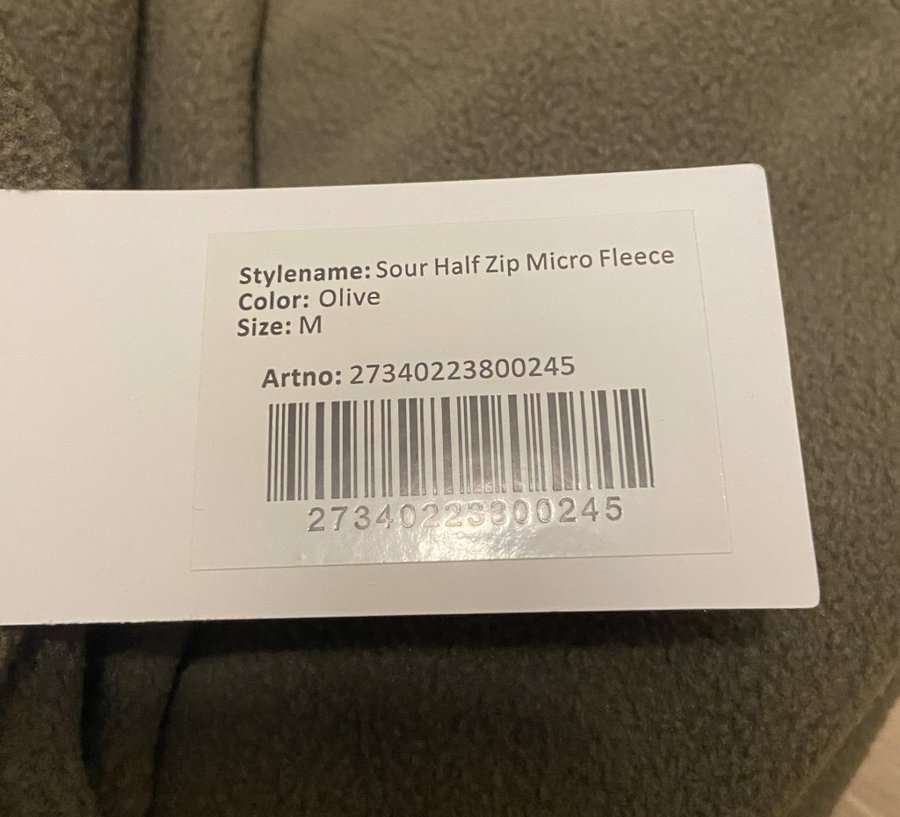 Stylename: Sour Half Zip Micro Fleece
Color: Olive
Size: M
Artno: 27340223800245
27340223800245